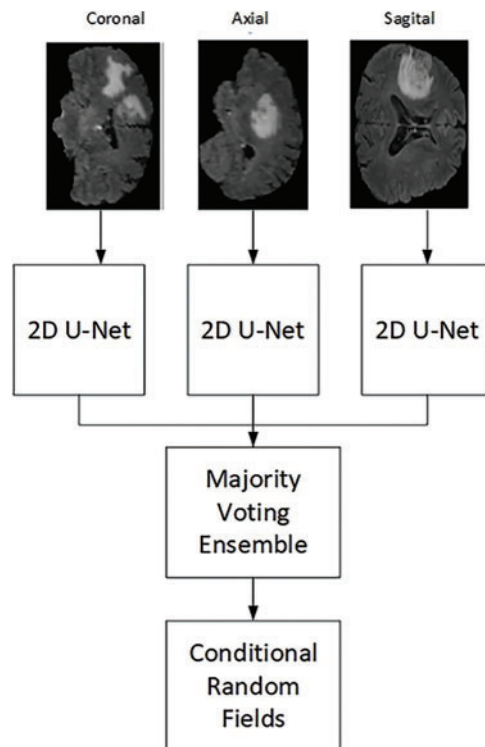 Coronal
Axial
Sagital
2D U-Net
2D U-Net
2D U-Net
Majority
Voting
Ensemble
Conditional
Random
Fields